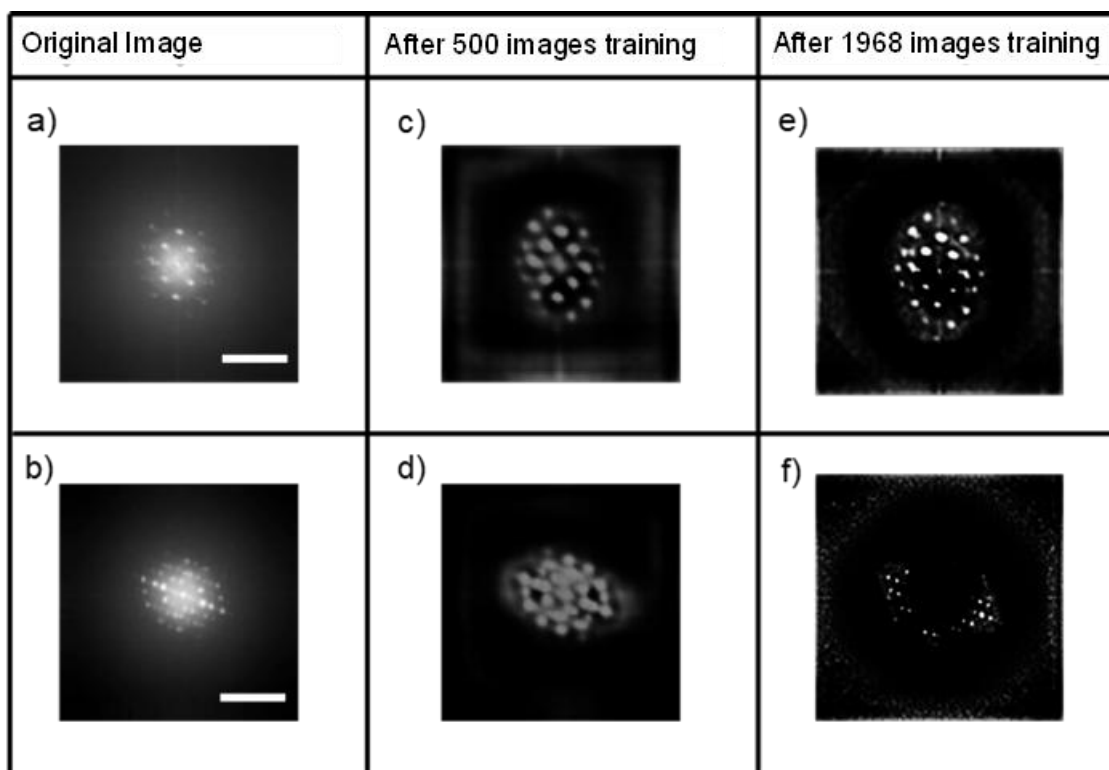 Original Image
After 500 images training
After 1968 images training
a)
c)
e)
b)
d)
f)